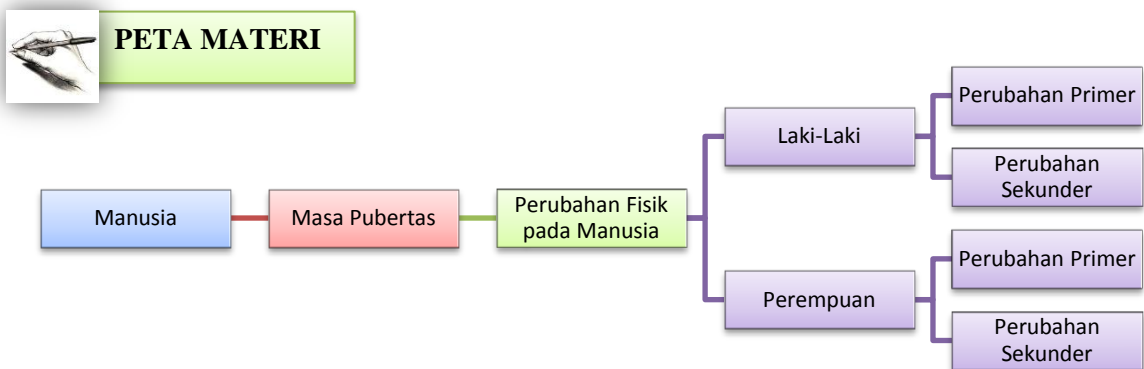 PETA MATERI
Manusia
Masa Pubertas
Perubahan Fisik
pada Manusia
Laki-Laki
Perubahan Primer
Perubahan
Sekunder
Perempuan
Perubahan Primer
Perubahan
Sekunder